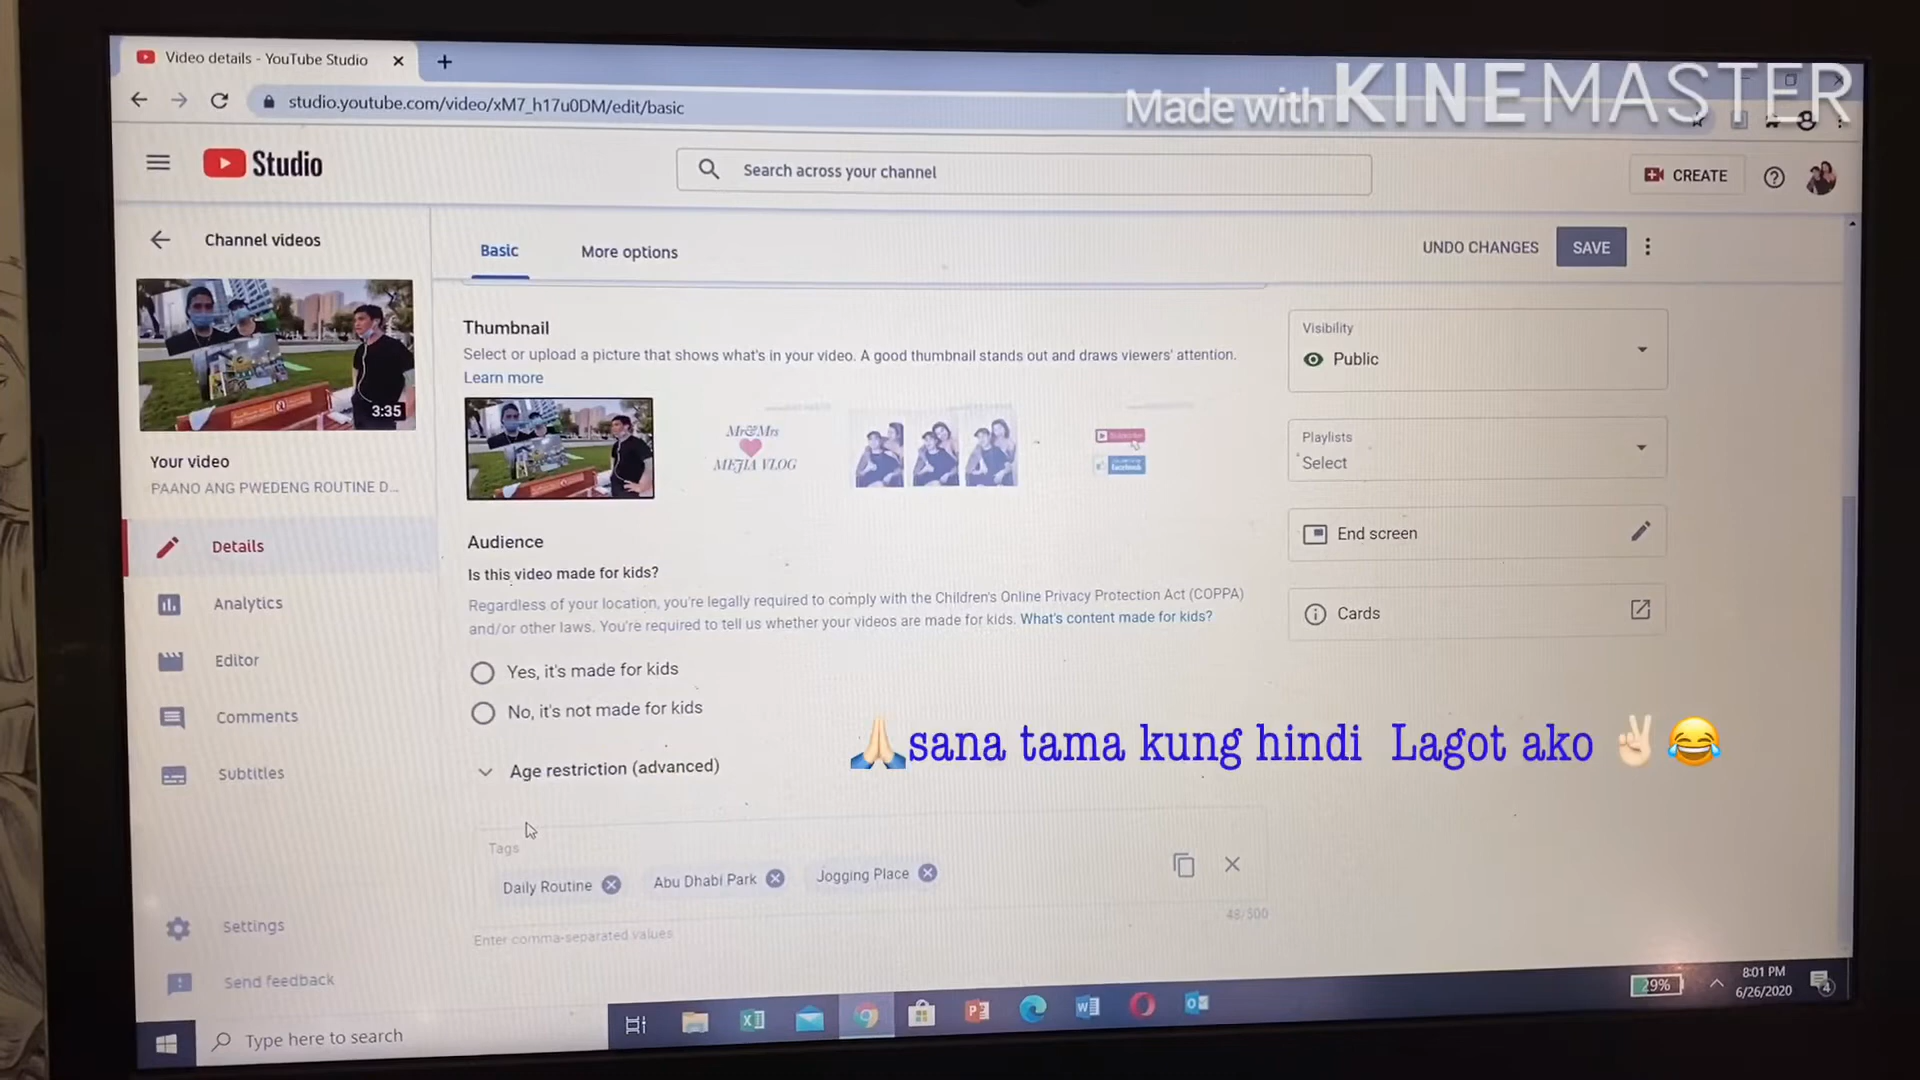 Video details - YouTube Studio
studio.youtube.com/video/xM7_h17u0DM/edit/basic
Made with KINEMASTER
Studio
Search across your channel
CREATE
Channel videos
Basic
More options
UNDO CHANGES
SAVE
3:35
Your video
PAANO ANG PWEDENG ROUTINE D...
Details
Analytics
Editor
Comments
Subtitles
Settings
Send feedback
Thumbnail
Select or upload a picture that shows what's in your video. A good thumbnail stands out and draws viewers' attention.
Learn more
Mr&Mrs
MEJIA VLOG
Audience
Is this video made for kids?
Regardless of your location, you're legally required to comply with the Children's Online Privacy Protection Act (COPPA)
and/or other laws. You're required to tell us whether your videos are made for kids. What's content made for kids?
Yes, it's made for kids
No, it's not made for kids
Age restriction (advanced)
Tags
Daily Routine
Abu Dhabi Park
Jogging Place
48/500
Enter comma-separated values
Visibility
Public
Playlists
Select
End screen
Cards
🙏🏻sana tama kung hindi Lagot ako ✌🏻😂
Type here to search
29%
8:01 PM
6/26/2020
4